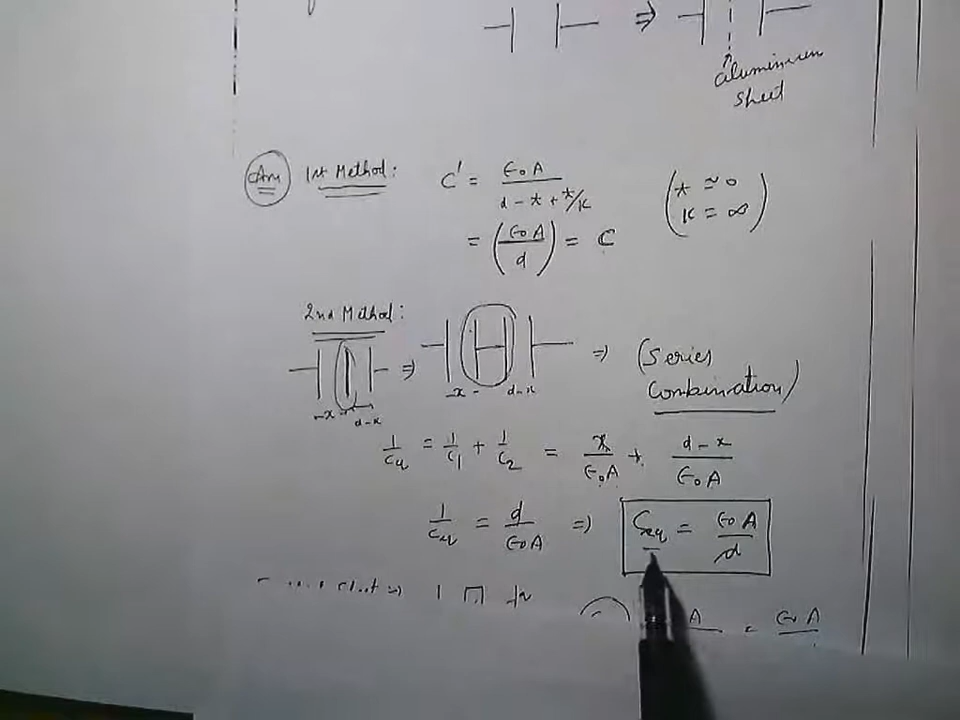 ⇒
aluminium
sheet
Ans 1st Method: C' = ε₀A / (d - t + t/K) (t ≈ 0
K = ∞)
= (ε₀A / d) = C
2nd Method:
⇒ ⇒ (Series
Combination)
-x- d-x
-x- d-x
1/Ceq = 1/C₁ + 1/C₂ = x/ε₀A + d-x/ε₀A
1/Ceq = d/ε₀A ⇒ Ceq = ε₀A/d
A = ε₀A